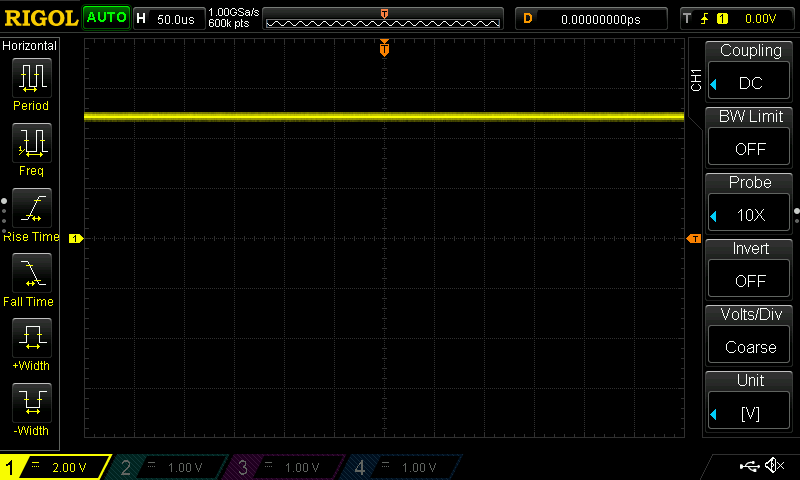 RIGOL AUTO H 50.0us 1.00GSa/s 600k pts T D 0.00000000ps T 1 0.00V
Horizontal
Period
Freq
Rise Time
Fall Time
+Width
-Width
T
1
T
CH1
Coupling
DC
BW Limit
OFF
Probe
10X
Invert
OFF
Volts/Div
Coarse
Unit
[V]
1 2.00 V 2 1.00 V 3 1.00 V 4 1.00 V